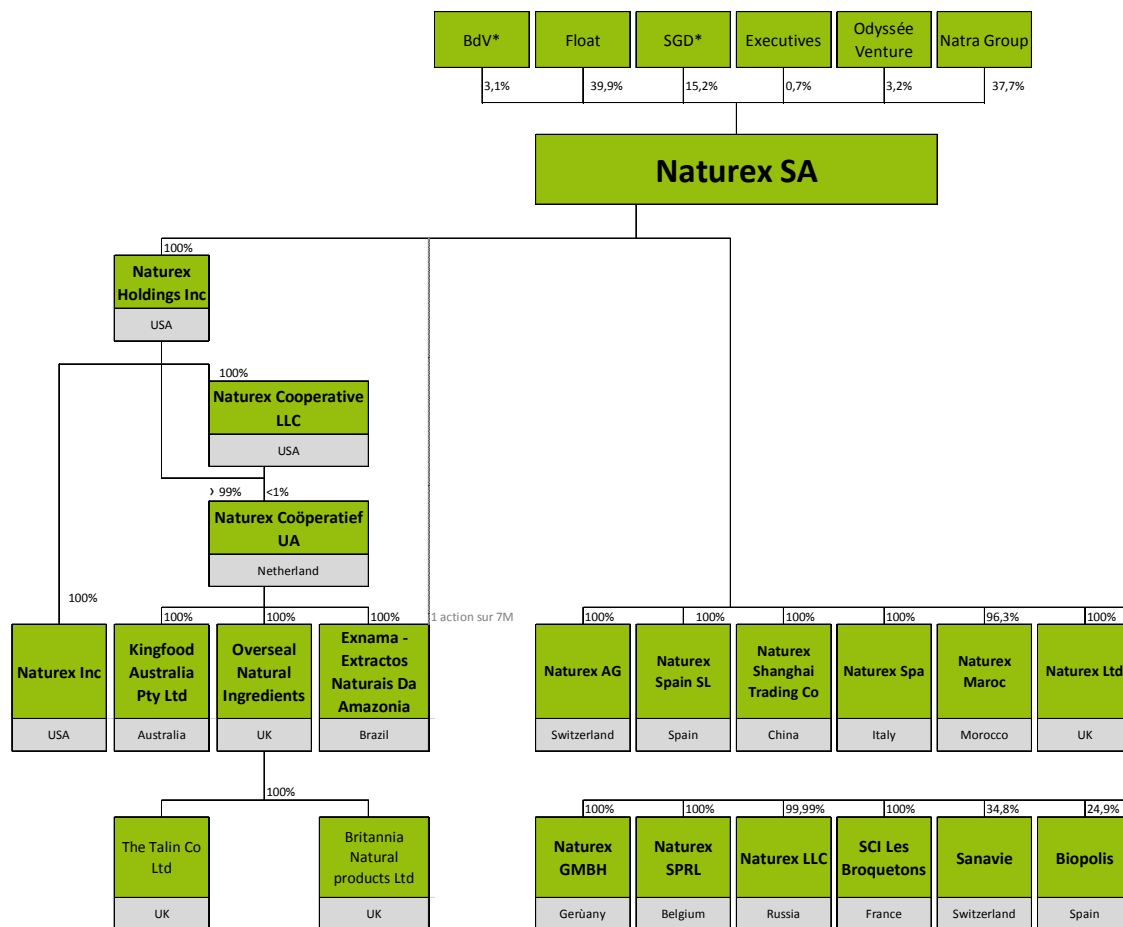 BdV*
Float
SGD*
Executives
Odyssée
Venture
Natra Group
3,1%
39,9%
15,2%
0,7%
3,2%
37,7%
Naturex SA
100%
Naturex
Holdings Inc
USA
100%
Naturex Cooperative
LLC
USA
> 99%
<1%
Naturex Coöperatief
UA
Netherland
100%
100%
100%
100%
1 action sur 7M
100%
100%
100%
100%
96,3%
100%
Naturex Inc
USA
Kingfood
Australia
Pty Ltd
Australia
Overseal
Natural
Ingredients
UK
Exnama -
Extractos
Naturais Da
Amazonia
Brazil
Naturex AG
Switzerland
Naturex
Spain SL
Spain
Naturex
Shanghai
Trading Co
China
Naturex Spa
Italy
Naturex
Maroc
Morocco
Naturex Ltd
UK
100%
100%
100%
99,99%
100%
34,8%
24,9%
The Talin Co
Ltd
UK
Britannia
Natural
products Ltd
UK
Naturex
GMBH
Gerùany
Naturex
SPRL
Belgium
Naturex LLC
Russia
SCI Les
Broquetons
France
Sanavie
Switzerland
Biopolis
Spain